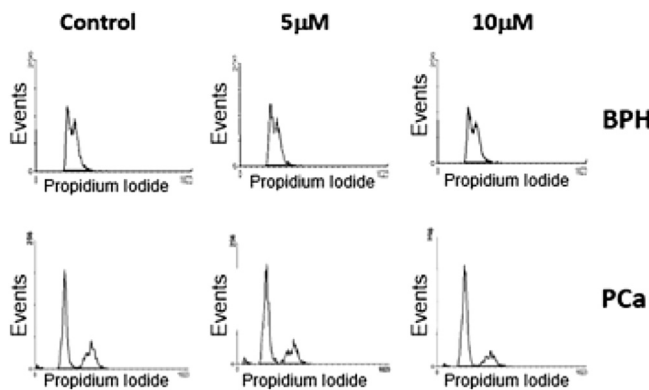 Control 5μM 10μM
Events Events Events BPH
Propidium Iodide Propidium Iodide Propidium Iodide
256
Events Events Events PCa
Propidium Iodide Propidium Iodide Propidium Iodide